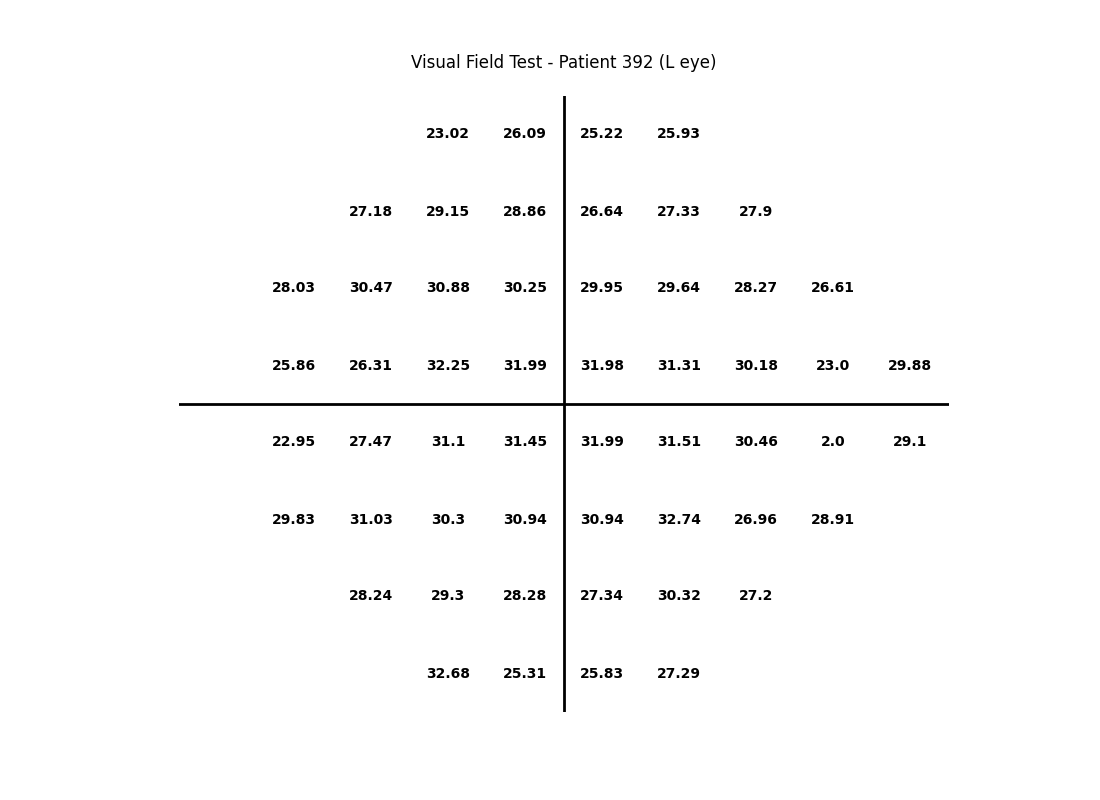 Visual Field Test - Patient 392 (L eye)
23.02 26.09 25.22 25.93
27.18 29.15 28.86 26.64 27.33 27.9
28.03 30.47 30.88 30.25 29.95 29.64 28.27 26.61
25.86 26.31 32.25 31.99 31.98 31.31 30.18 23.0 29.88
22.95 27.47 31.1 31.45 31.99 31.51 30.46 2.0 29.1
29.83 31.03 30.3 30.94 30.94 32.74 26.96 28.91
28.24 29.3 28.28 27.34 30.32 27.2
32.68 25.31 25.83 27.29